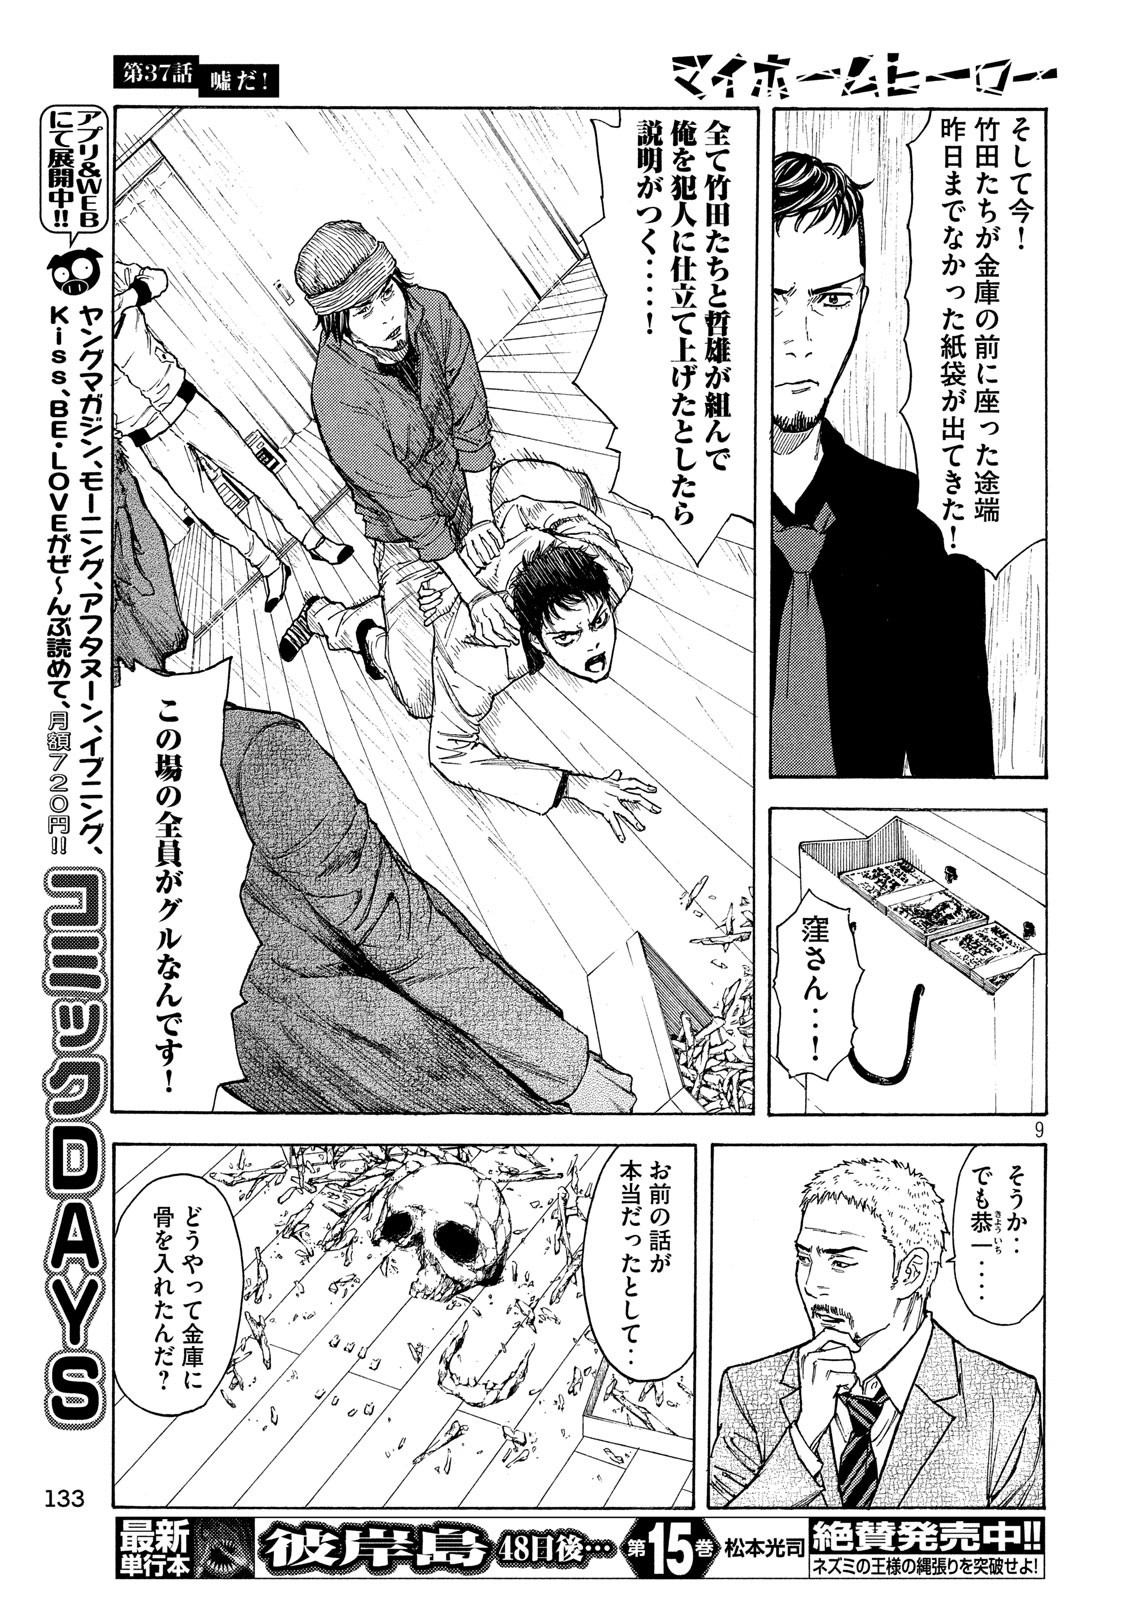 第37話
嘘だ!
マイホームヒーロー
そして今!
竹田たちが金庫の前に座った途端
昨日までなかった紙袋が出てきた!
窪さん‥‥!
全て竹田たちと哲雄が組んで
俺を犯人に仕立て上げたとしたら
説明がつく‥‥!
この場の全員がグルなんです!
9
そうか‥
でも恭一‥‥
きょういち
お前の話が
本当だったとして‥
どうやって金庫に
骨を入れたんだ?
アプリ&WEB
にて展開中!!
ヤングマガジン、モーニング、アフタヌーン、イブニング、
Kiss、BE・LOVEがぜ〜んぶ読めて、月額720円!!
コミックDAYS
133
最新
単行本
彼岸島
48日後…
第15巻
松本光司
絶賛発売中!!
ネズミの王様の縄張りを突破せよ!